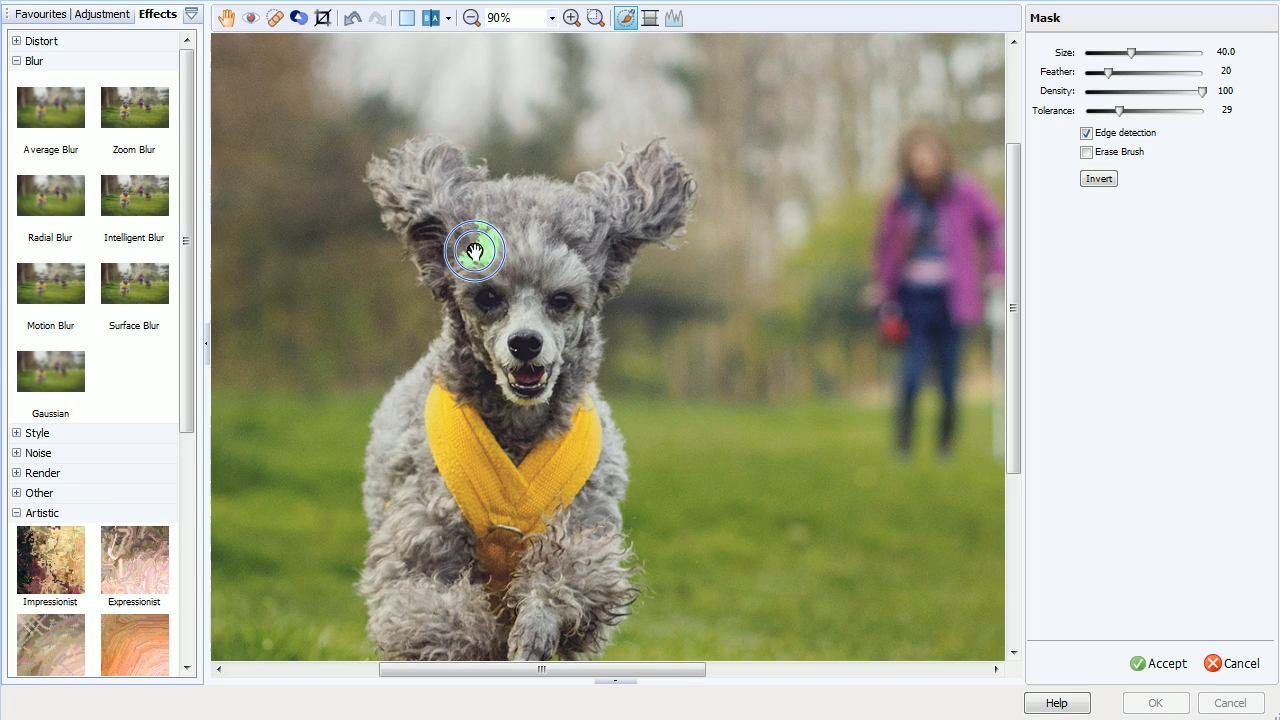 Favourites | Adjustment Effects
90%
Mask
Distort
Blur
Average Blur Zoom Blur
Radial Blur Intelligent Blur
Motion Blur Surface Blur
Gaussian
Style
Noise
Render
Other
Artistic
Impressionist Expressionist
Size: 40.0
Feather: 20
Density: 100
Tolerance: 29
Edge detection
Erase Brush
Invert
Accept Cancel
Help OK Cancel